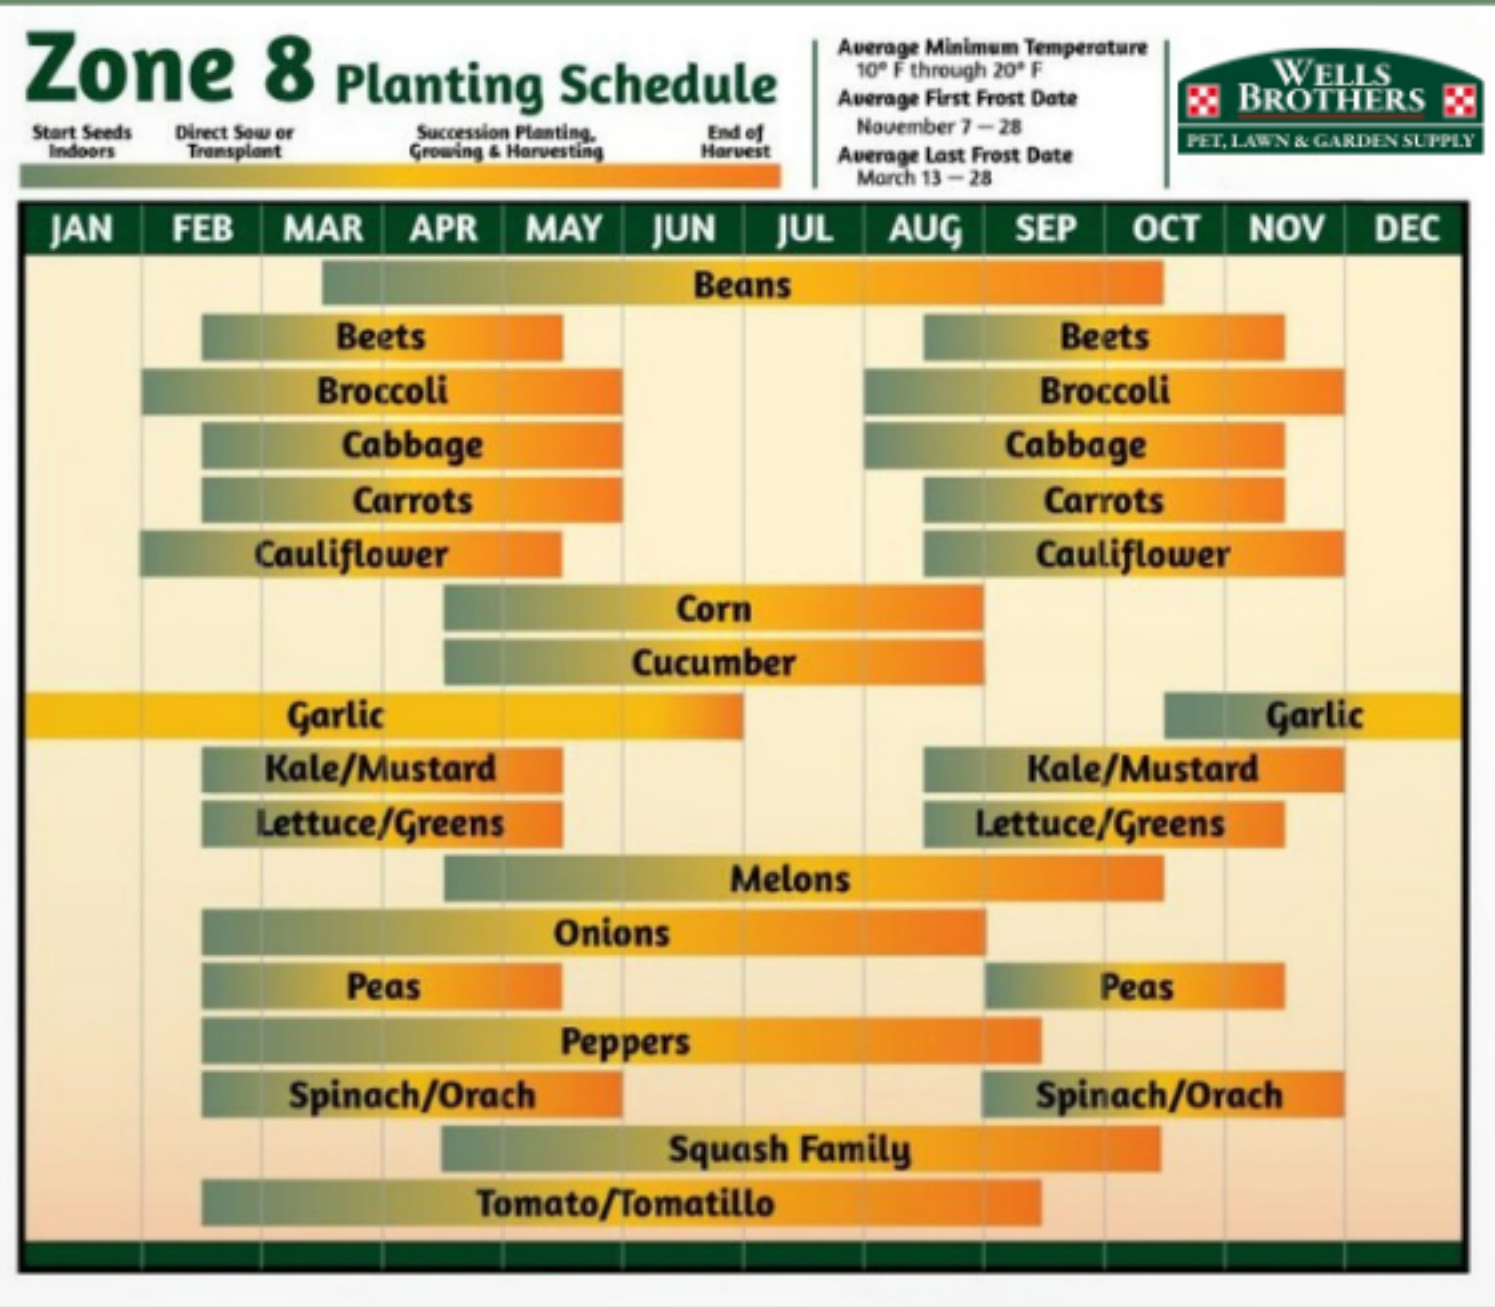 Zone 8 Planting Schedule
Start Seeds
Indoors
Direct Sow or
Transplant
Succession Planting,
Growing & Harvesting
End of
Harvest
Average Minimum Temperature
10° F through 20° F
Average First Frost Date
November 7 — 28
Average Last Frost Date
March 13 — 28
WELLS
BROTHERS
PET, LAWN & GARDEN SUPPLY
JAN FEB MAR APR MAY JUN JUL AUG SEP OCT NOV DEC
Beans
Beets Beets
Broccoli Broccoli
Cabbage Cabbage
Carrots Carrots
Cauliflower Cauliflower
Corn
Cucumber
Garlic Garlic
Kale/Mustard Kale/Mustard
Lettuce/Greens Lettuce/Greens
Melons
Onions
Peas Peas
Peppers
Spinach/Orach Spinach/Orach
Squash Family
Tomato/Tomatillo